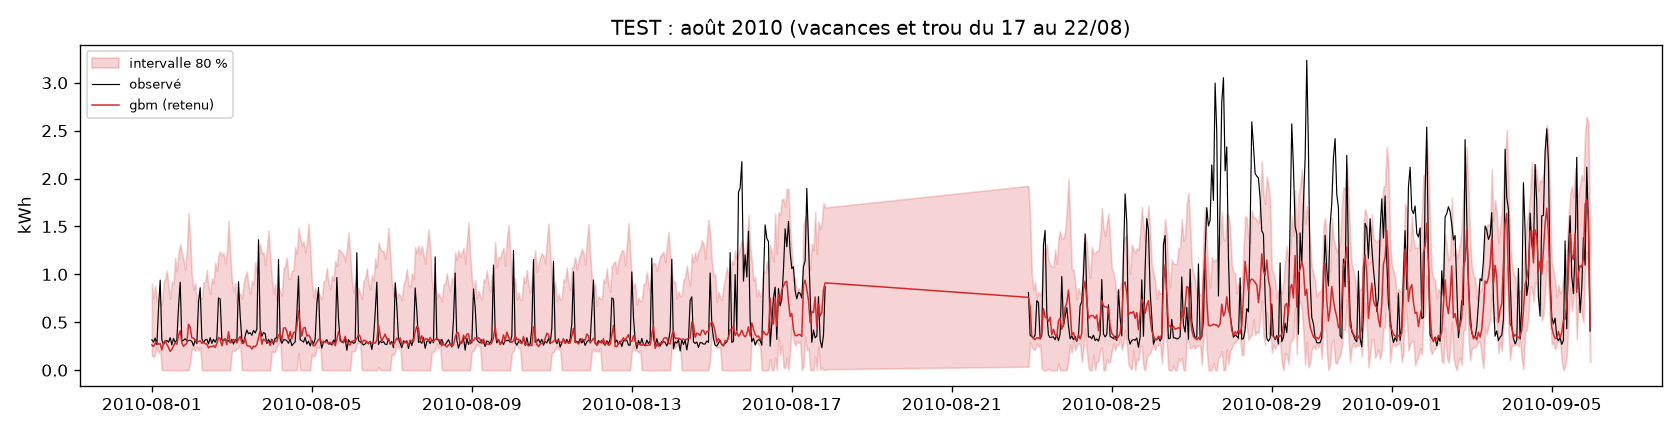 TEST : août 2010 (vacances et trou du 17 au 22/08)
intervalle 80 %
observé
gbm (retenu)
kWh
3.0
2.5
2.0
1.5
1.0
0.5
0.0
2010-08-01 2010-08-05 2010-08-09 2010-08-13 2010-08-17 2010-08-21 2010-08-25 2010-08-29 2010-09-01 2010-09-05